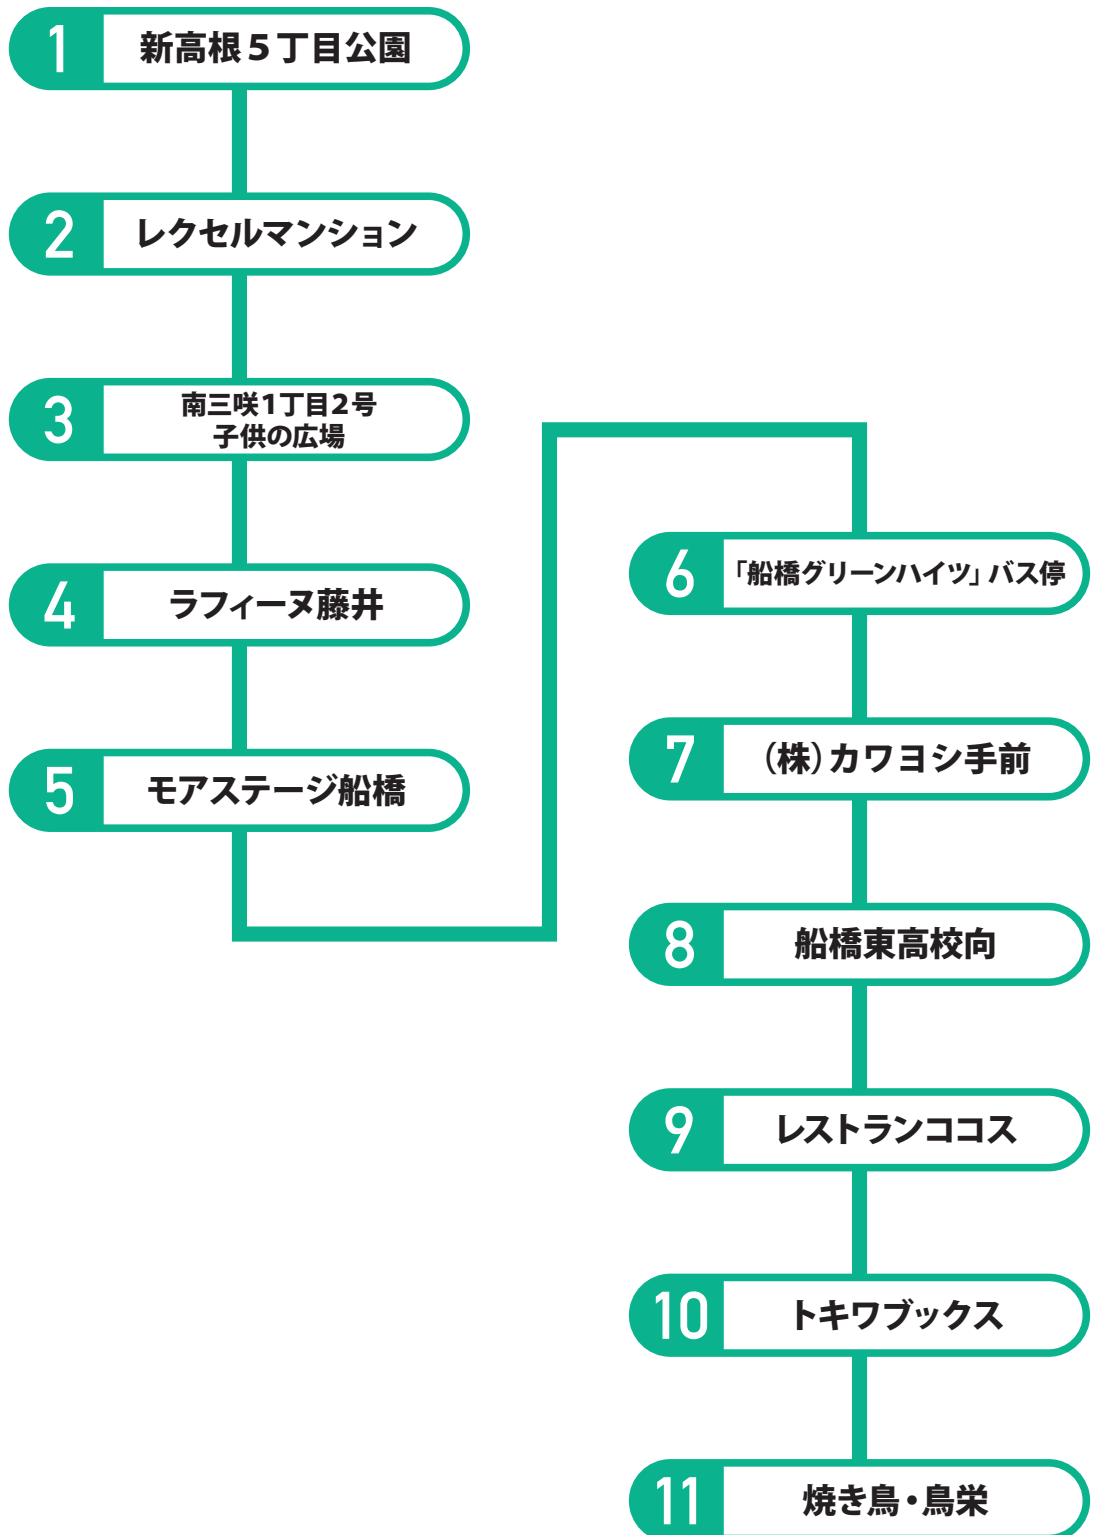 1 新高根5丁目公園
2 レクセルマンション
3 南三咲1丁目2号
子供の広場
4 ラフィーヌ藤井
5 モアステージ船橋
6 「船橋グリーンハイツ」バス停
7 (株)カワヨシ手前
8 船橋東高校向
9 レストランココス
10 トキワブックス
11 焼き鳥・鳥栄